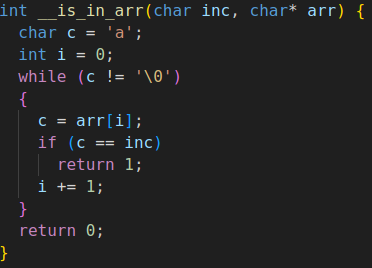 int __is_in_arr(char inc, char* arr) {
  char c = 'a';
  int i = 0;
  while (c != '\0')
  {
    c = arr[i];
    if (c == inc)
      return 1;
    i += 1;
  }
  return 0;
}